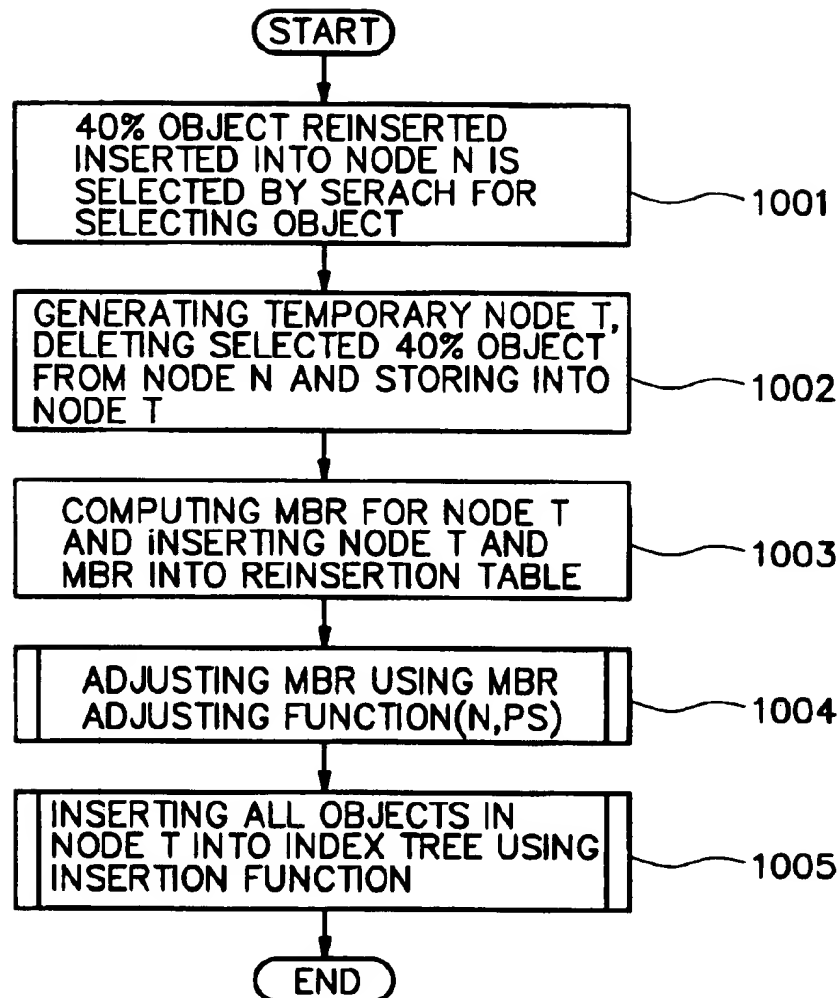 START
40% OBJECT REINSERTED
INSERTED INTO NODE N IS
SELECTED BY SERACH FOR
SELECTING OBJECT
1001
GENERATING TEMPORARY NODE T,
DELETING SELECTED 40% OBJECT
FROM NODE N AND STORING INTO
NODE T
1002
COMPUTING MBR FOR NODE T
AND iNSERTING NODE T AND
MBR INTO REINSERTION TABLE
1003
ADJUSTING MBR USING MBR
ADJUSTING FUNCTION(N,PS)
1004
INSERTING ALL OBJECTS IN
NODE T INTO INDEX TREE USING
INSERTION FUNCTION
1005
END